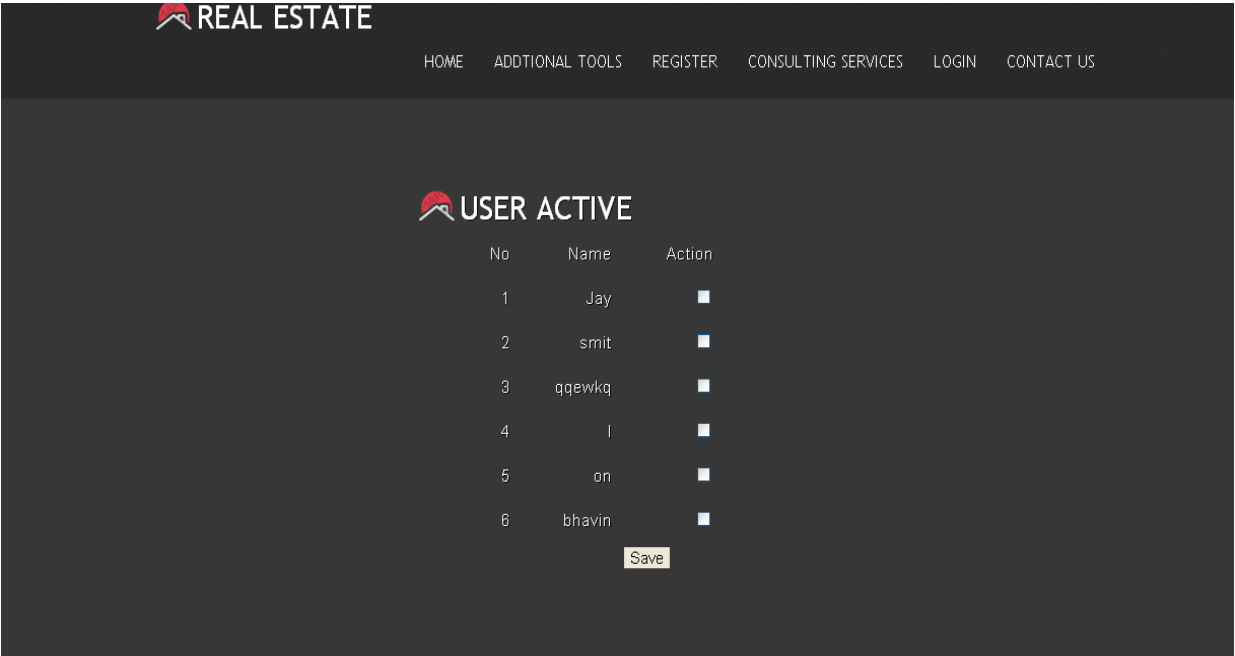 REAL ESTATE
HOME ADDTIONAL TOOLS REGISTER CONSULTING SERVICES LOGIN CONTACT US
USER ACTIVE
No Name Action
1 Jay
2 smit
3 qqewkq
4 l
5 on
6 bhavin
Save